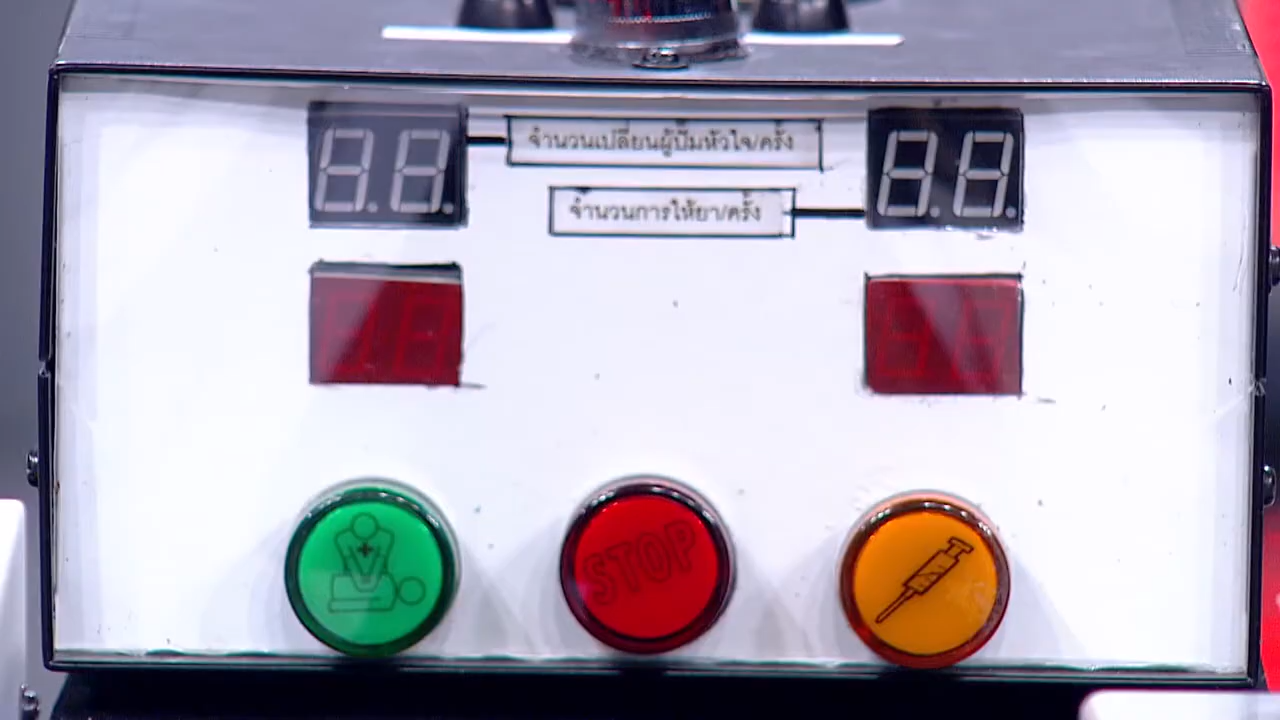 จำนวนเปลี่ยนผู้ปั๊มหัวใจ/ครั้ง
จำนวนการให้ยา/ครั้ง
STOP